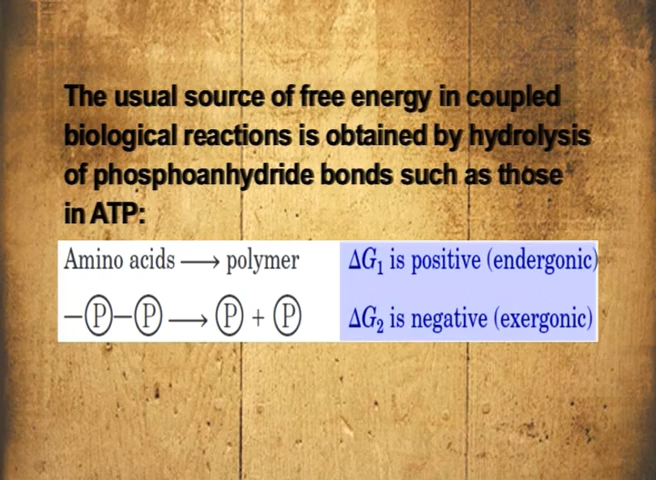 The usual source of free energy in coupled
biological reactions is obtained by hydrolysis
of phosphoanhydride bonds such as those
in ATP:
Amino acids ⟶ polymer ΔG₁ is positive (endergonic)
–Ⓟ–Ⓟ ⟶ Ⓟ + Ⓟ ΔG₂ is negative (exergonic)